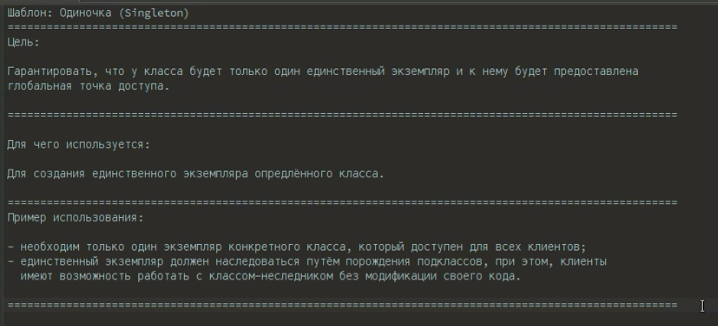 Шаблон: Одиночка (Singleton)
=======================================================================================================
Цель:
Гарантировать, что у класса будет только один единственный экземпляр и к нему будет предоставлена
глобальная точка доступа.
=======================================================================================================
Для чего используется:
Для создания единственного экземпляра опредлённого класса.
=======================================================================================================
Пример использования:
- необходим только один экземпляр конкретного класса, который доступен для всех клиентов;
- единственный экземпляр должен наследоваться путём порождения подклассов, при этом, клиенты
имеют возможность работать с классом-неследником без модификации своего кода.
=======================================================================================================